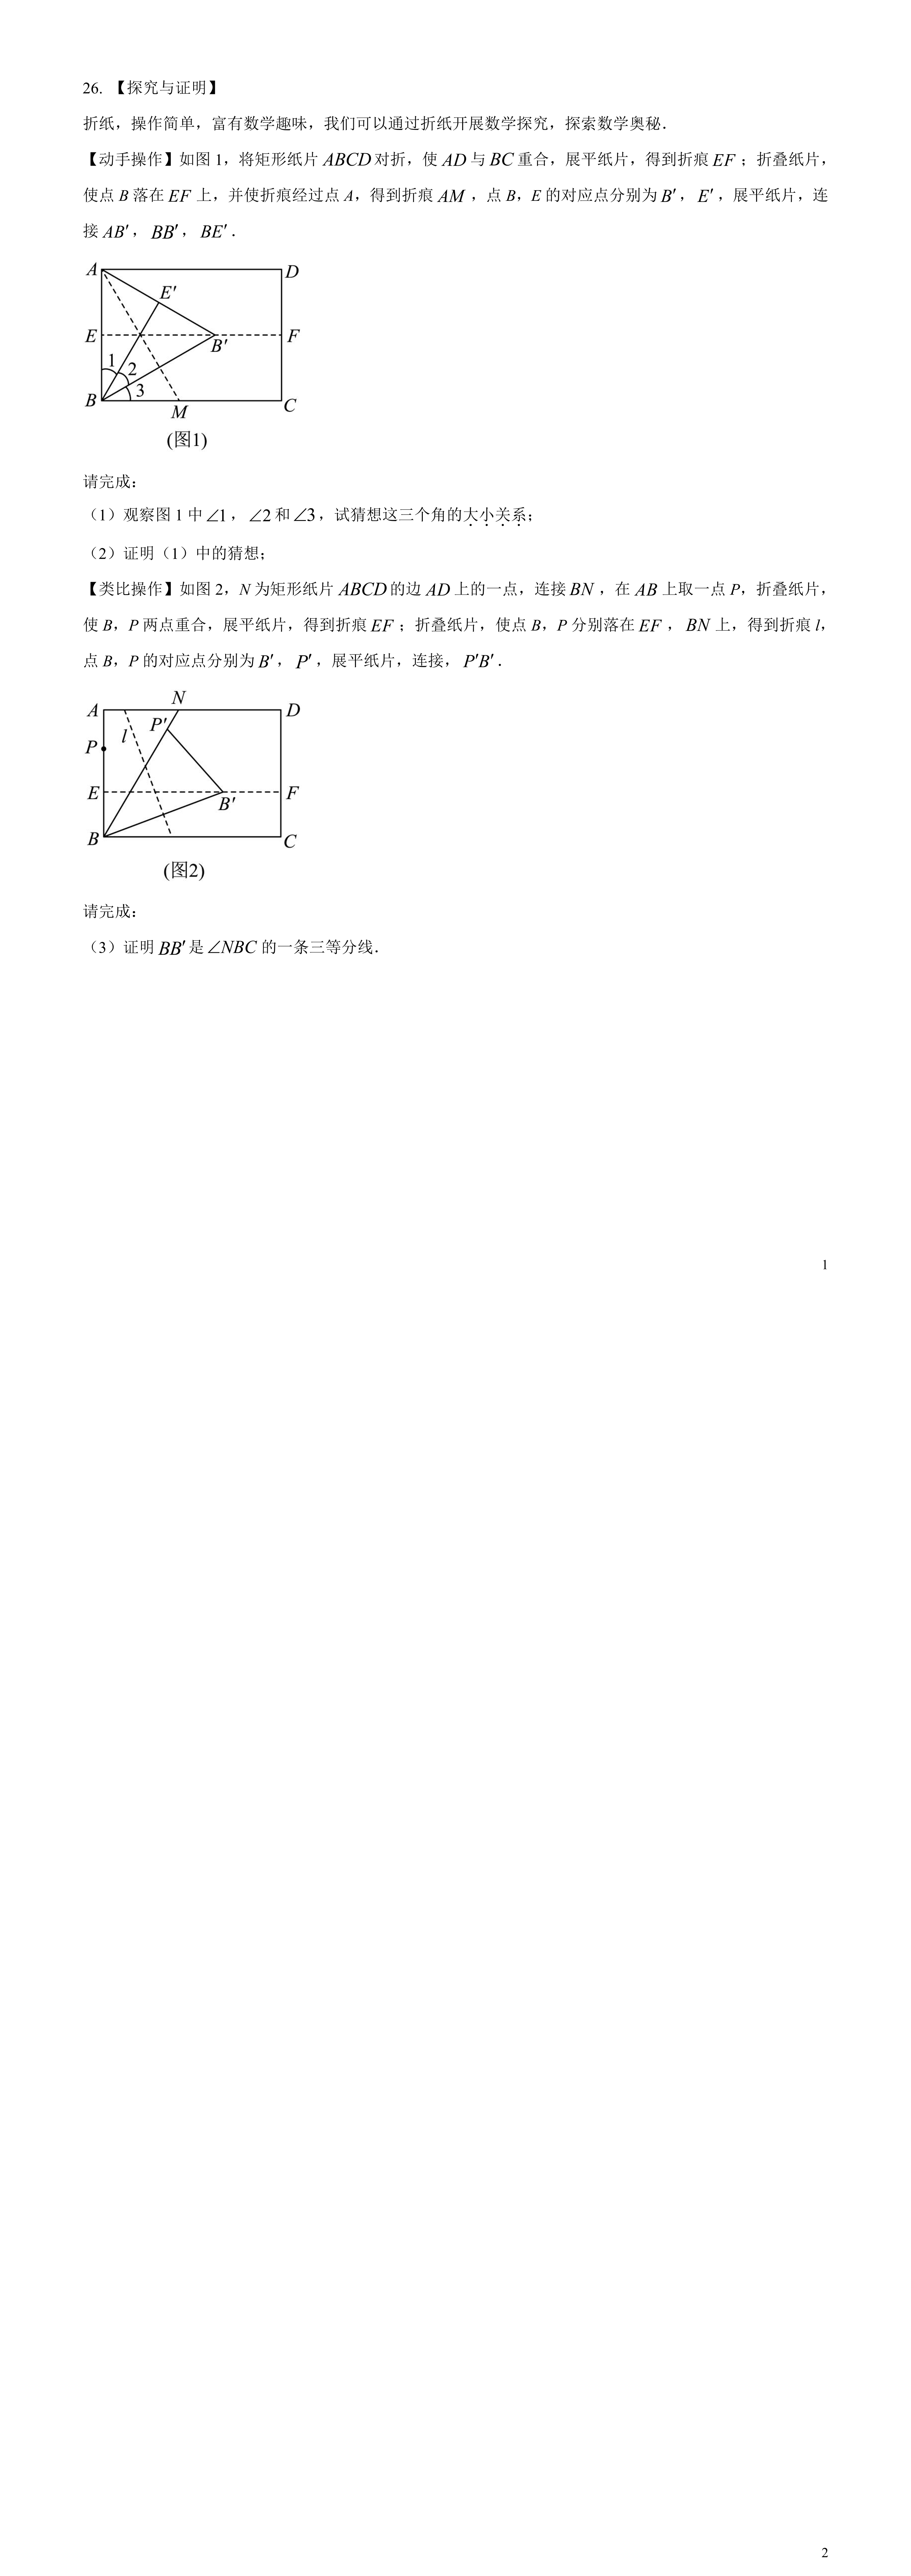 26. 【探究与证明】
折纸，操作简单，富有数学趣味，我们可以通过折纸开展数学探究，探索数学奥秘．
【动手操作】如图 1，将矩形纸片 ABCD 对折，使 AD 与 BC 重合，展平纸片，得到折痕 EF；折叠纸片，
使点 B 落在 EF 上，并使折痕经过点 A，得到折痕 AM，点 B，E 的对应点分别为 B′，E′，展平纸片，连
接 AB′，BB′，BE′．
A
D
E′
E
F
B′
1
2
3
B
M
C
(图1)
请完成：
（1）观察图 1 中∠1，∠2 和∠3，试猜想这三个角的大小关系；
（2）证明（1）中的猜想；
【类比操作】如图 2，N 为矩形纸片 ABCD 的边 AD 上的一点，连接 BN，在 AB 上取一点 P，折叠纸片，
使 B，P 两点重合，展平纸片，得到折痕 EF；折叠纸片，使点 B，P 分别落在 EF，BN 上，得到折痕 l，
点 B，P 的对应点分别为 B′，P′，展平纸片，连接，P′B′．
N
A
D
P′
l
P
E
F
B′
B
C
(图2)
请完成：
（3）证明 BB′ 是∠NBC 的一条三等分线．
1
2